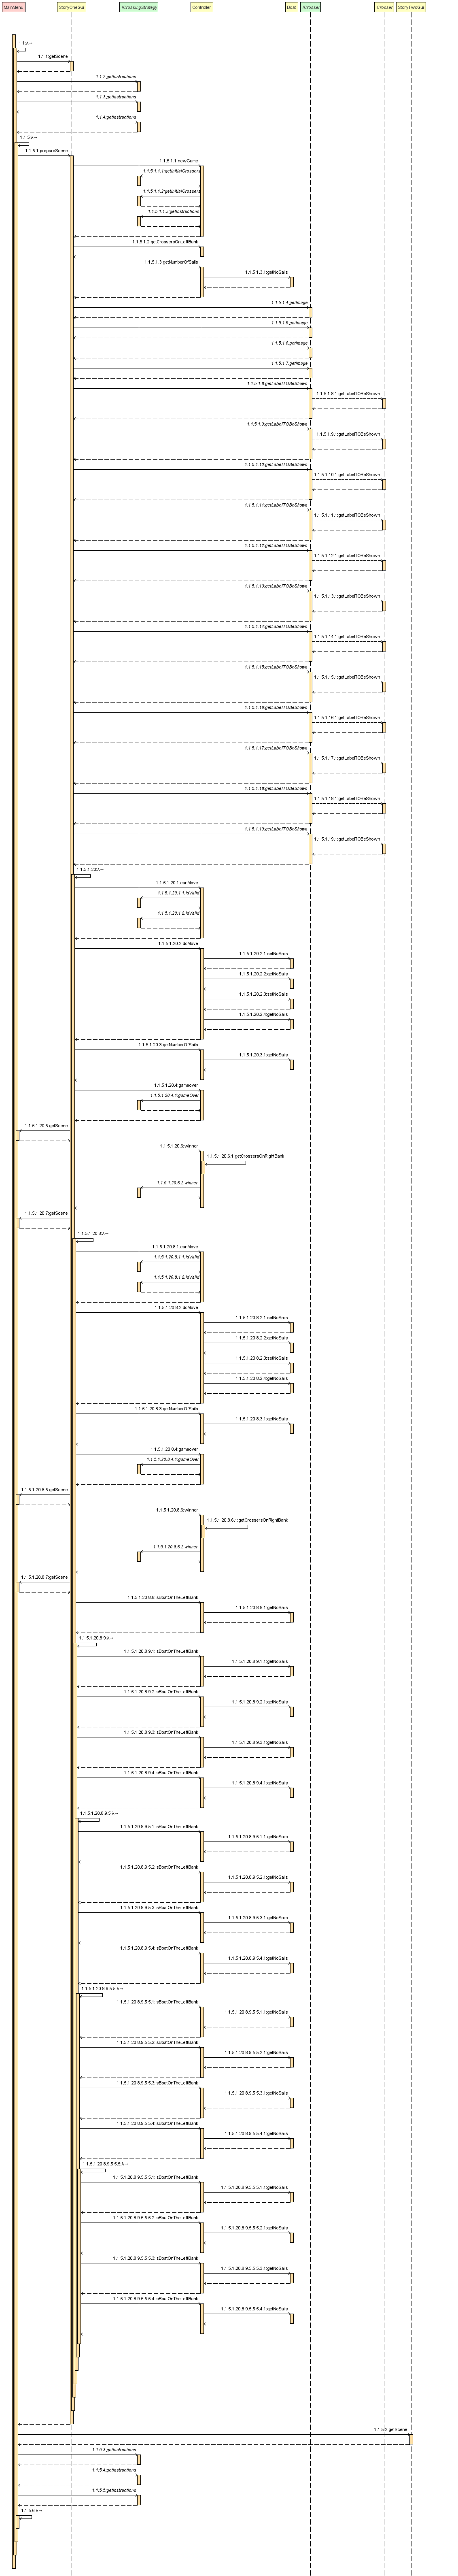 MainMenu StoryOneGui ICrossingStrategy Controller Boat ICrosser Crosser StoryTwoGui
1.1:λ→
1.1.1:getScene
1.1.2:getInstructions
1.1.3:getInstructions
1.1.4:getInstructions
1.1.5:λ→
1.1.5.1:prepareScene
1.1.5.1.1:newGame
1.1.5.1.1.1:getInitialCrossers
1.1.5.1.1.2:getInitialCrossers
1.1.5.1.1.3:getInstructions
1.1.5.1.2:getCrossersOnLeftBank
1.1.5.1.3:getNumberOfSails
1.1.5.1.3.1:getNoSails
1.1.5.1.4:getImage
1.1.5.1.5:getImage
1.1.5.1.6:getImage
1.1.5.1.7:getImage
1.1.5.1.8:getLabelTOBeShown
1.1.5.1.8.1:getLabelTOBeShown
1.1.5.1.9:getLabelTOBeShown
1.1.5.1.9.1:getLabelTOBeShown
1.1.5.1.10:getLabelTOBeShown
1.1.5.1.10.1:getLabelTOBeShown
1.1.5.1.11:getLabelTOBeShown
1.1.5.1.11.1:getLabelTOBeShown
1.1.5.1.12:getLabelTOBeShown
1.1.5.1.12.1:getLabelTOBeShown
1.1.5.1.13:getLabelTOBeShown
1.1.5.1.13.1:getLabelTOBeShown
1.1.5.1.14:getLabelTOBeShown
1.1.5.1.14.1:getLabelTOBeShown
1.1.5.1.15:getLabelTOBeShown
1.1.5.1.15.1:getLabelTOBeShown
1.1.5.1.16:getLabelTOBeShown
1.1.5.1.16.1:getLabelTOBeShown
1.1.5.1.17:getLabelTOBeShown
1.1.5.1.17.1:getLabelTOBeShown
1.1.5.1.18:getLabelTOBeShown
1.1.5.1.18.1:getLabelTOBeShown
1.1.5.1.19:getLabelTOBeShown
1.1.5.1.19.1:getLabelTOBeShown
1.1.5.1.20:λ→
1.1.5.1.20.1:canMove
1.1.5.1.20.1.1:isValid
1.1.5.1.20.1.2:isValid
1.1.5.1.20.2:doMove
1.1.5.1.20.2.1:setNoSails
1.1.5.1.20.2.2:getNoSails
1.1.5.1.20.2.3:setNoSails
1.1.5.1.20.2.4:getNoSails
1.1.5.1.20.3:getNumberOfSails
1.1.5.1.20.3.1:getNoSails
1.1.5.1.20.4:gameover
1.1.5.1.20.4.1:gameOver
1.1.5.1.20.5:getScene
1.1.5.1.20.6:winner
1.1.5.1.20.6.1:getCrossersOnRightBank
1.1.5.1.20.6.2:winner
1.1.5.1.20.7:getScene
1.1.5.1.20.8:λ→
1.1.5.1.20.8.1:canMove
1.1.5.1.20.8.1.1:isValid
1.1.5.1.20.8.1.2:isValid
1.1.5.1.20.8.2:doMove
1.1.5.1.20.8.2.1:setNoSails
1.1.5.1.20.8.2.2:getNoSails
1.1.5.1.20.8.2.3:setNoSails
1.1.5.1.20.8.2.4:getNoSails
1.1.5.1.20.8.3:getNumberOfSails
1.1.5.1.20.8.3.1:getNoSails
1.1.5.1.20.8.4:gameover
1.1.5.1.20.8.4.1:gameOver
1.1.5.1.20.8.5:getScene
1.1.5.1.20.8.6:winner
1.1.5.1.20.8.6.1:getCrossersOnRightBank
1.1.5.1.20.8.6.2:winner
1.1.5.1.20.8.7:getScene
1.1.5.1.20.8.8:isBoatOnTheLeftBank
1.1.5.1.20.8.8.1:getNoSails
1.1.5.1.20.8.9:λ→
1.1.5.1.20.8.9.1:isBoatOnTheLeftBank
1.1.5.1.20.8.9.1.1:getNoSails
1.1.5.1.20.8.9.2:isBoatOnTheLeftBank
1.1.5.1.20.8.9.2.1:getNoSails
1.1.5.1.20.8.9.3:isBoatOnTheLeftBank
1.1.5.1.20.8.9.3.1:getNoSails
1.1.5.1.20.8.9.4:isBoatOnTheLeftBank
1.1.5.1.20.8.9.4.1:getNoSails
1.1.5.1.20.8.9.5:λ→
1.1.5.1.20.8.9.5.1:isBoatOnTheLeftBank
1.1.5.1.20.8.9.5.1.1:getNoSails
1.1.5.1.20.8.9.5.2:isBoatOnTheLeftBank
1.1.5.1.20.8.9.5.2.1:getNoSails
1.1.5.1.20.8.9.5.3:isBoatOnTheLeftBank
1.1.5.1.20.8.9.5.3.1:getNoSails
1.1.5.1.20.8.9.5.4:isBoatOnTheLeftBank
1.1.5.1.20.8.9.5.4.1:getNoSails
1.1.5.1.20.8.9.5.5:λ→
1.1.5.1.20.8.9.5.5.1:isBoatOnTheLeftBank
1.1.5.1.20.8.9.5.5.1.1:getNoSails
1.1.5.1.20.8.9.5.5.2:isBoatOnTheLeftBank
1.1.5.1.20.8.9.5.5.2.1:getNoSails
1.1.5.1.20.8.9.5.5.3:isBoatOnTheLeftBank
1.1.5.1.20.8.9.5.5.3.1:getNoSails
1.1.5.1.20.8.9.5.5.4:isBoatOnTheLeftBank
1.1.5.1.20.8.9.5.5.4.1:getNoSails
1.1.5.1.20.8.9.5.5.5:λ→
1.1.5.1.20.8.9.5.5.5.1:isBoatOnTheLeftBank
1.1.5.1.20.8.9.5.5.5.1.1:getNoSails
1.1.5.1.20.8.9.5.5.5.2:isBoatOnTheLeftBank
1.1.5.1.20.8.9.5.5.5.2.1:getNoSails
1.1.5.1.20.8.9.5.5.5.3:isBoatOnTheLeftBank
1.1.5.1.20.8.9.5.5.5.3.1:getNoSails
1.1.5.1.20.8.9.5.5.5.4:isBoatOnTheLeftBank
1.1.5.1.20.8.9.5.5.5.4.1:getNoSails
1.1.5.2:getScene
1.1.5.3:getInstructions
1.1.5.4:getInstructions
1.1.5.5:getInstructions
1.1.5.6:λ→